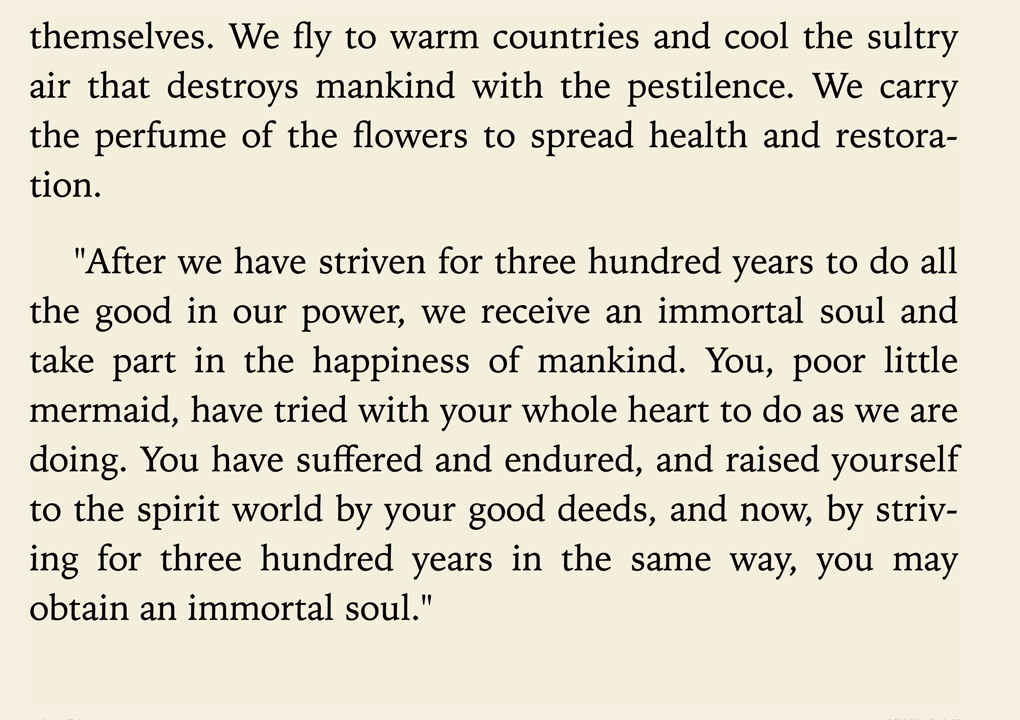 themselves. We fly to warm countries and cool the sultry
air that destroys mankind with the pestilence. We carry
the perfume of the flowers to spread health and restora-
tion.
"After we have striven for three hundred years to do all
the good in our power, we receive an immortal soul and
take part in the happiness of mankind. You, poor little
mermaid, have tried with your whole heart to do as we are
doing. You have suffered and endured, and raised yourself
to the spirit world by your good deeds, and now, by striv-
ing for three hundred years in the same way, you may
obtain an immortal soul."